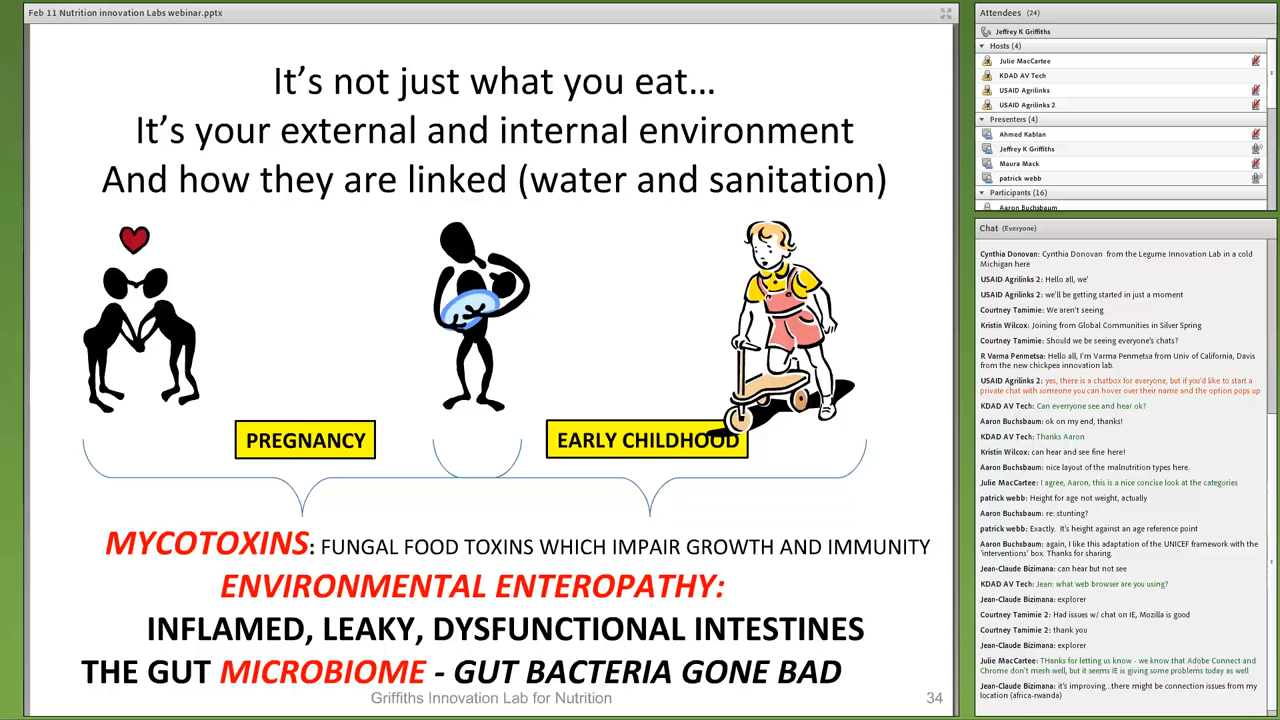 Feb 11 Nutrition innovation Labs webinar.pptx
It's not just what you eat...
It's your external and internal environment
And how they are linked (water and sanitation)
PREGNANCY
EARLY CHILDHOOD
MYCOTOXINS: FUNGAL FOOD TOXINS WHICH IMPAIR GROWTH AND IMMUNITY
ENVIRONMENTAL ENTEROPATHY:
INFLAMED, LEAKY, DYSFUNCTIONAL INTESTINES
THE GUT MICROBIOME - GUT BACTERIA GONE BAD
Griffiths Innovation Lab for Nutrition
34
Attendees (24)
Jeffrey K Griffiths
Hosts (4)
Julie MacCartee
KDAD AV Tech
USAID Agrilinks
USAID Agrilinks 2
Presenters (4)
Ahmed Kablan
Jeffrey K Griffiths
Maura Mack
patrick webb
Participants (16)
Aaron Buchsbaum
Chat (Everyone)
Cynthia Donovan: Cynthia Donovan from the Legume Innovation Lab in a cold
Michigan here
USAID Agrilinks 2: Hello all, we'
USAID Agrilinks 2: we'll be getting started in just a moment
Courtney Tamimie: We aren't seeing
Kristin Wilcox: Joining from Global Communities in Silver Spring
Courtney Tamimie: Should we be seeing everyone's chats?
R Varma Penmetsa: Hello all, I'm Varma Penmetsa from Univ of California, Davis
from the new chickpea innovation lab.
USAID Agrilinks 2: yes, there is a chatbox for everyone, but if you'd like to start a
private chat with someone you can hover over their name and the option pops up
KDAD AV Tech: Can everyone see and hear ok?
Aaron Buchsbaum: ok on my end, thanks!
KDAD AV Tech: Thanks Aaron
Kristin Wilcox: can hear and see fine here!
Aaron Buchsbaum: nice layout of the malnutrition types here.
Julie MacCartee: I agree, Aaron, this is a nice concise look at the categories
patrick webb: Height for age not weight, actually
Aaron Buchsbaum: re: stunting?
patrick webb: Exactly. It's height against an age reference point
Aaron Buchsbaum: again, I like this adaptation of the UNICEF framework with the
'interventions' box. Thanks for sharing.
Jean-Claude Bizimana: can hear but not see
KDAD AV Tech: Jean: what web browser are you using?
Jean-Claude Bizimana: explorer
Courtney Tamimie 2: Had issues w/ chat on IE, Mozilla is good
Courtney Tamimie 2: thank you
Jean-Claude Bizimana: explorer
Julie MacCartee: THanks for letting us know - we know that Adobe Connect and
Chrome don't mesh well, but it seems IE is giving some problems today as well
Jean-Claude Bizimana: it's improving...there might be connection issues from my
location (africa-rwanda)